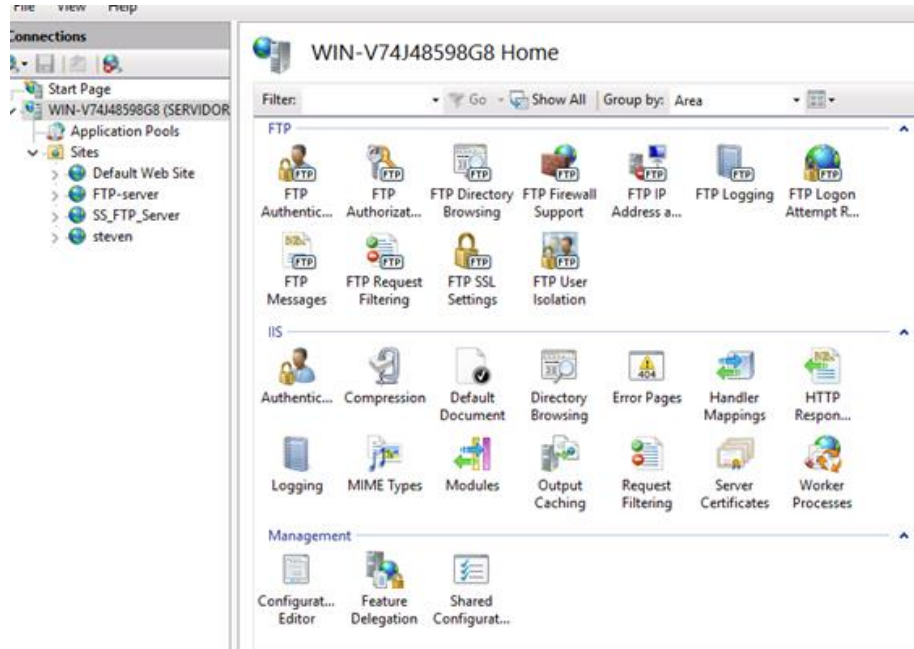 File View Help
Connections
Start Page
WIN-V74J48598G8 (SERVIDOR
Application Pools
Sites
Default Web Site
FTP-server
SS_FTP_Server
steven
WIN-V74J48598G8 Home
Filter: Go Show All Group by: Area
FTP
FTP FTP FTP Directory FTP Firewall FTP IP FTP Logging FTP Logon
Authentic... Authorizat... Browsing Support Address a... Attempt R...
FTP FTP Request FTP SSL FTP User
Messages Filtering Settings Isolation
IIS
Authentic... Compression Default Directory Error Pages Handler HTTP
Document Browsing Mappings Respon...
Logging MIME Types Modules Output Request Server Worker
Caching Filtering Certificates Processes
Management
Configurat... Feature Shared
Editor Delegation Configurat...